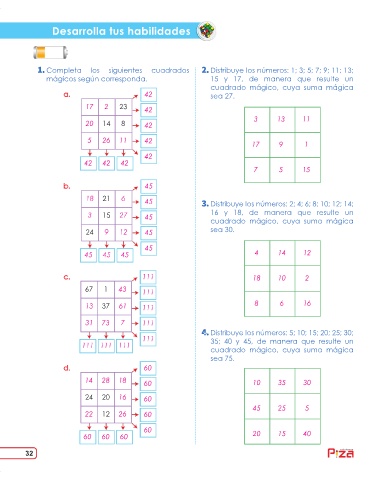 Desarrolla tus habilidades
1. Completa los siguientes cuadrados
mágicos según corresponda.
a.
42
17 2 23
42
20 14 8
42
5 26 11
42
42 42 42
42
b.
45
18 21 6
45
3 15 27
45
24 9 12
45
45 45 45
45
c.
111
67 1 43
111
13 37 61
111
31 73 7
111
111 111 111
111
d.
60
14 28 18
60
24 20 16
60
22 12 26
60
60 60 60
60
2. Distribuye los números: 1; 3; 5; 7; 9; 11; 13;
15 y 17, de manera que resulte un
cuadrado mágico, cuya suma mágica
sea 27.
3 13 11
17 9 1
7 5 15
3. Distribuye los números: 2; 4; 6; 8; 10; 12; 14;
16 y 18, de manera que resulte un
cuadrado mágico, cuya suma mágica
sea 30.
4 14 12
18 10 2
8 6 16
4. Distribuye los números: 5; 10; 15; 20; 25; 30;
35; 40 y 45, de manera que resulte un
cuadrado mágico, cuya suma mágica
sea 75.
10 35 30
45 25 5
20 15 40
32